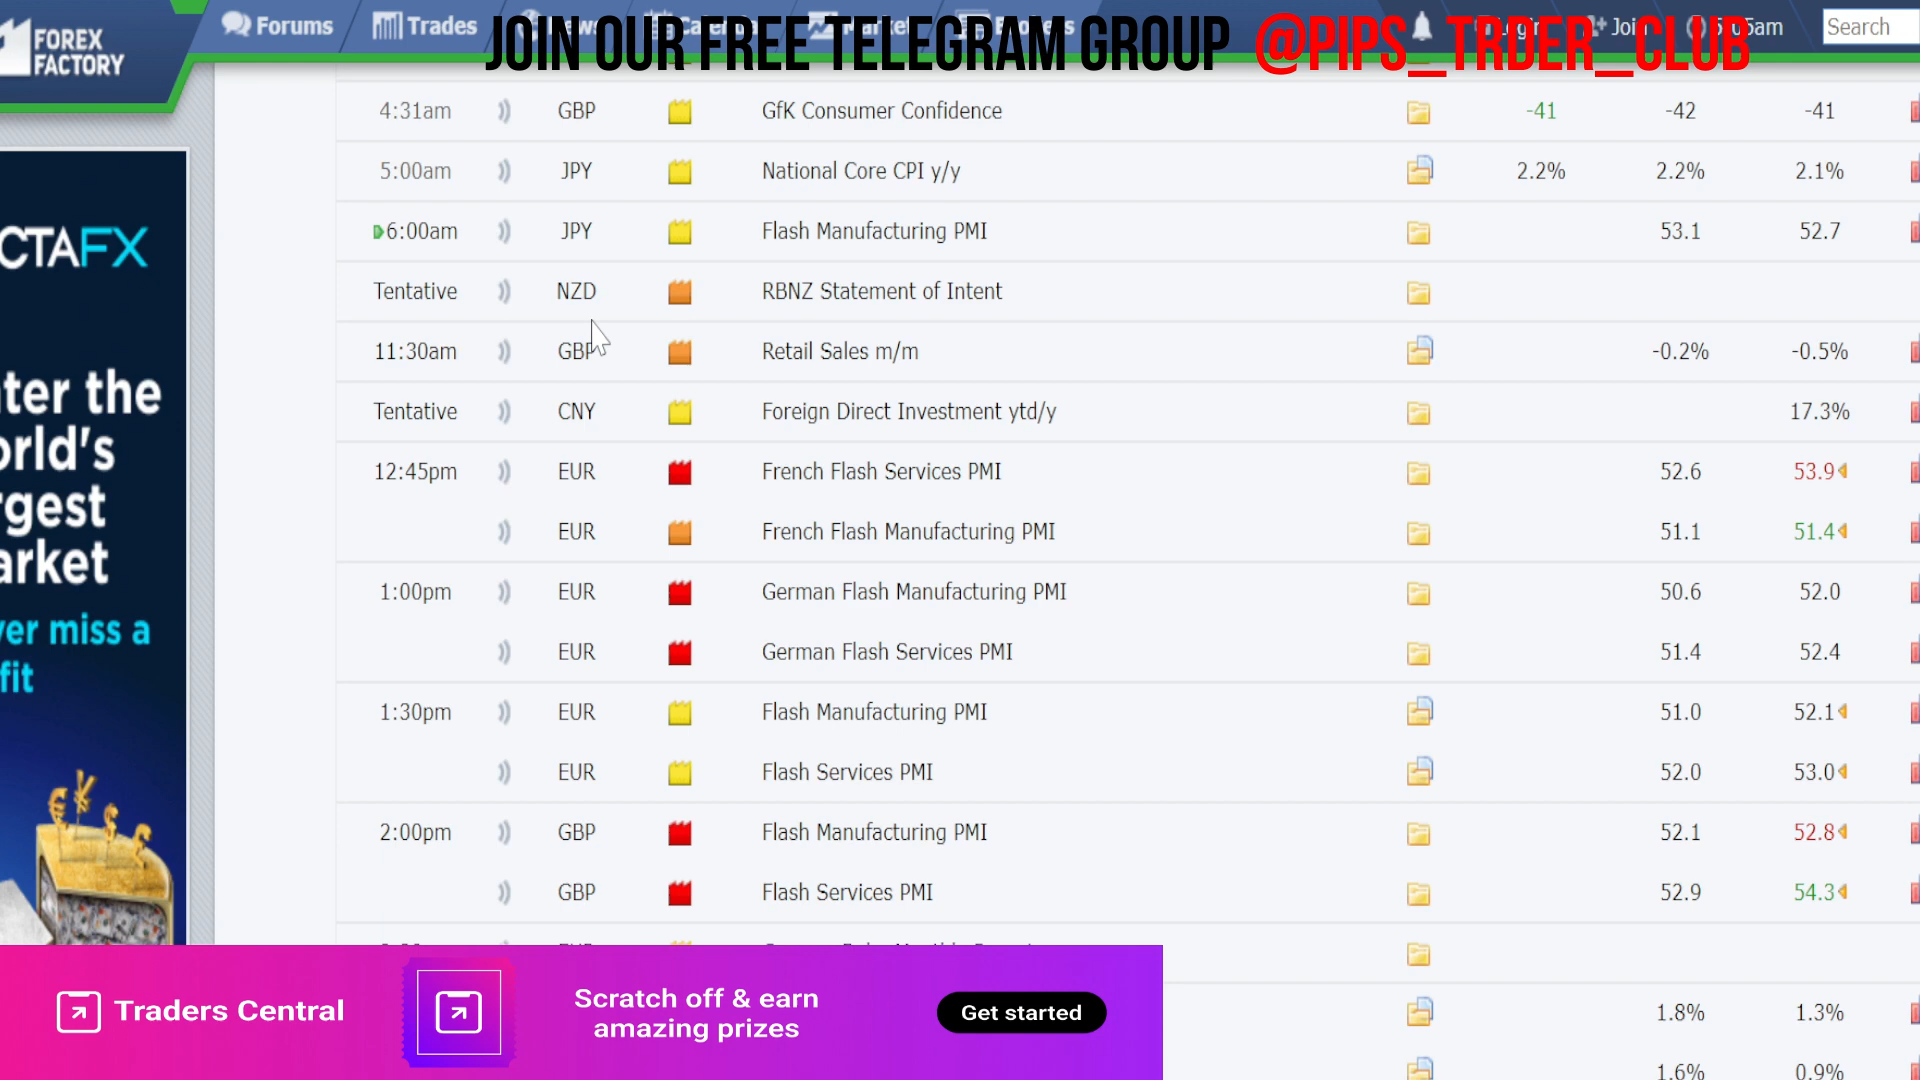 FOREX
FACTORY
Forums
Trades
Search
JOIN OUR FREE TELEGRAM GROUP @PIPS_TRDER_CLUB
4:31am GBP GfK Consumer Confidence -41 -42 -41
5:00am JPY National Core CPI y/y 2.2% 2.2% 2.1%
6:00am JPY Flash Manufacturing PMI 53.1 52.7
Tentative NZD RBNZ Statement of Intent
11:30am GBP Retail Sales m/m -0.2% -0.5%
Tentative CNY Foreign Direct Investment ytd/y 17.3%
12:45pm EUR French Flash Services PMI 52.6 53.9
EUR French Flash Manufacturing PMI 51.1 51.4
1:00pm EUR German Flash Manufacturing PMI 50.6 52.0
EUR German Flash Services PMI 51.4 52.4
1:30pm EUR Flash Manufacturing PMI 51.0 52.1
EUR Flash Services PMI 52.0 53.0
2:00pm GBP Flash Manufacturing PMI 52.1 52.8
GBP Flash Services PMI 52.9 54.3
1.8% 1.3%
1.6% 0.9%
CTAFX
ter the
orld's
rgest
arket
ver miss a
fit
Traders Central
Scratch off & earn
amazing prizes
Get started